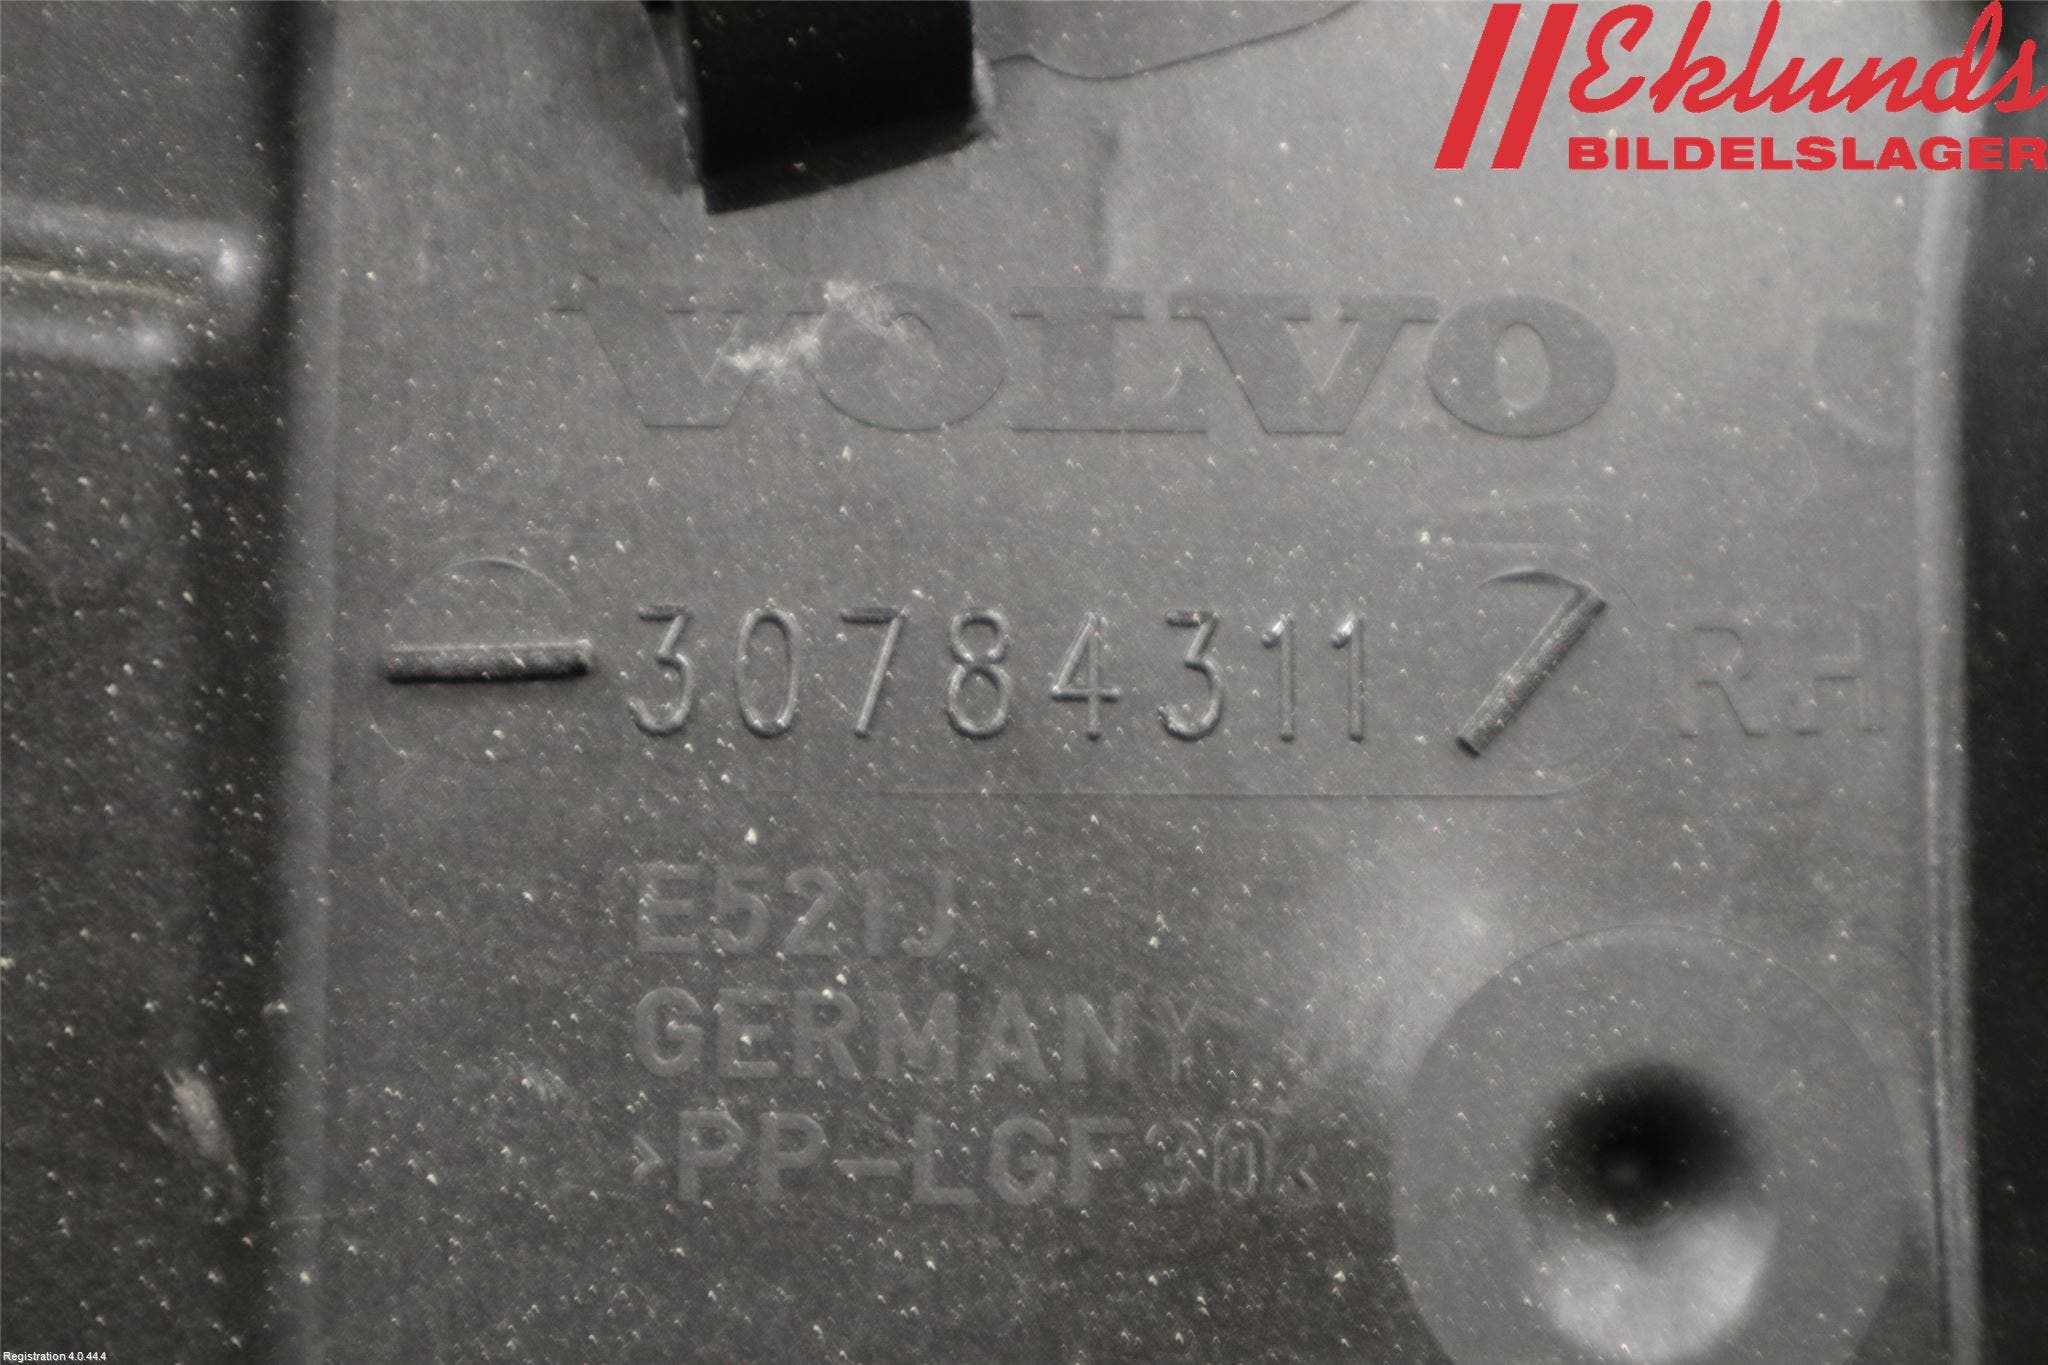 Eklunds
BILDELSLAGER
VOLVO
30784311 RH
E521J
GERMANY
>PP-LGF30<
Registration 4.0.44.4